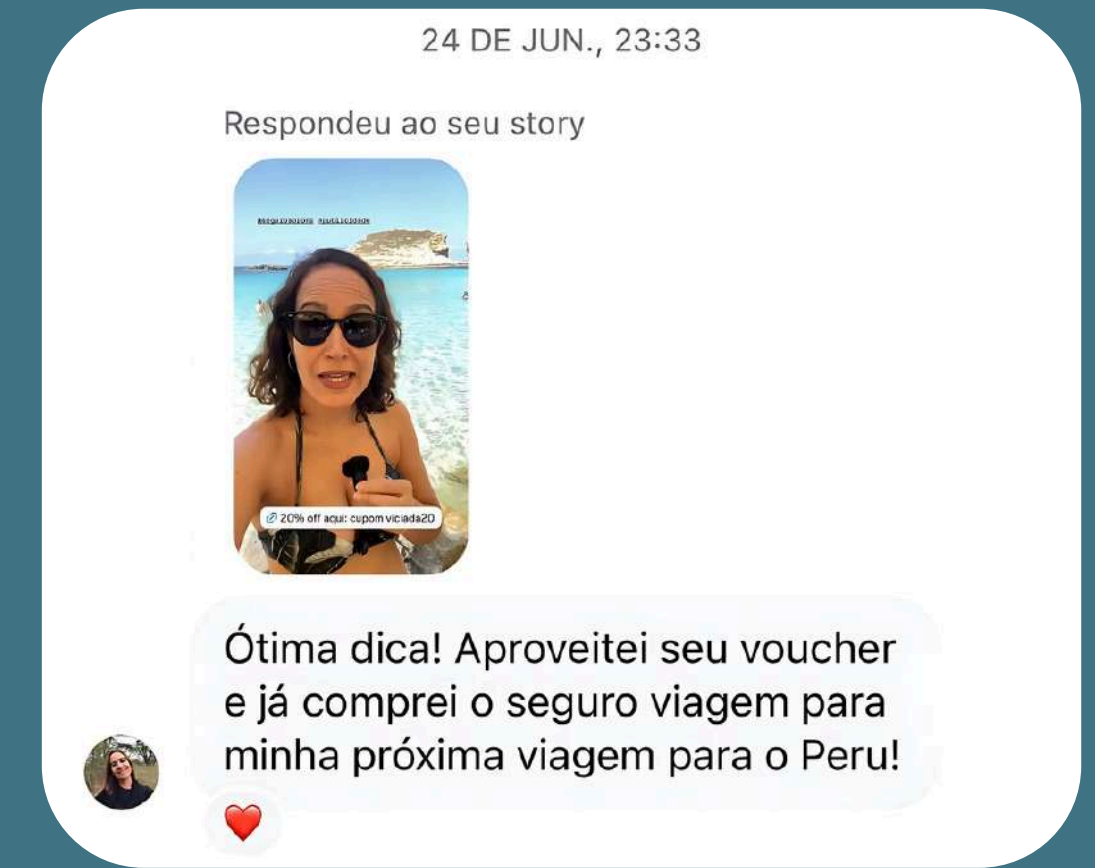 24 DE JUN., 23:33
Respondeu ao seu story
20% off aqui: cupom viciada20
Ótima dica! Aproveitei seu voucher
e já comprei o seguro viagem para
minha próxima viagem para o Peru!